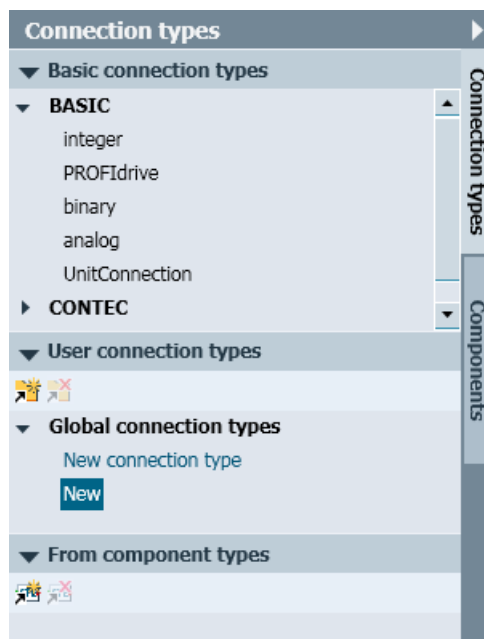 Connection types
Basic connection types
BASIC
integer
PROFIdrive
binary
analog
UnitConnection
CONTEC
User connection types
Global connection types
New connection type
New
From component types
Connection types
Components